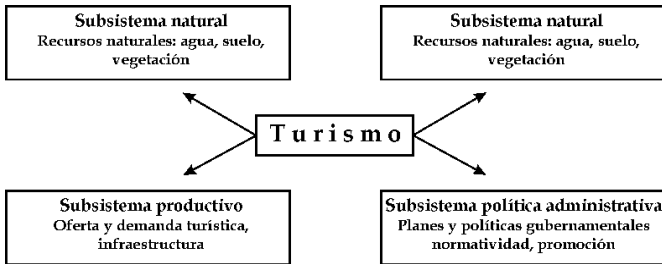 Subsistema natural
Recursos naturales: agua, suelo,
vegetación
Subsistema natural
Recursos naturales: agua, suelo,
vegetación
Turismo
Subsistema productivo
Oferta y demanda turística,
infraestructura
Subsistema política administrativa
Planes y políticas gubernamentales
normatividad, promoción